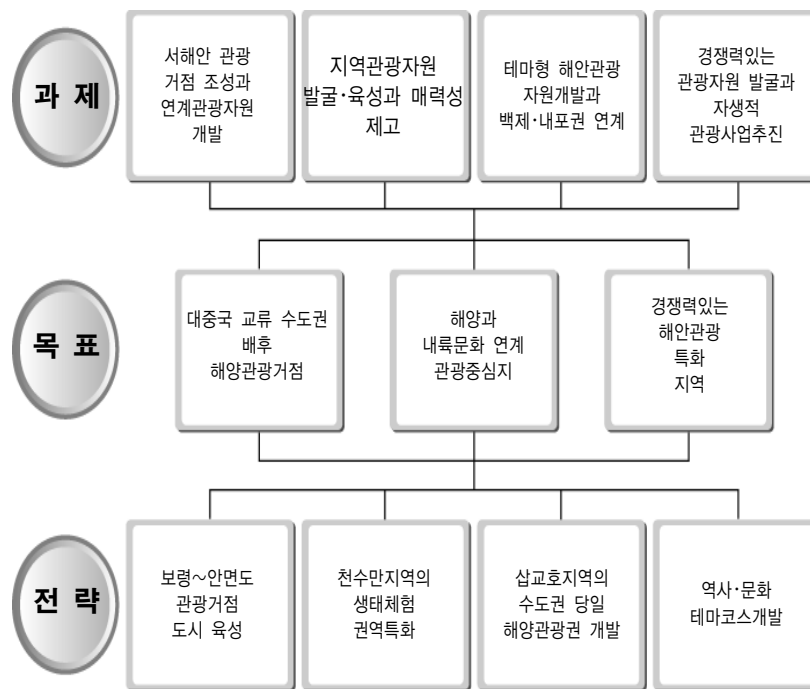 과 제
서해안 관광
거점 조성과
연계관광자원
개발
지역관광자원
발굴·육성과 매력성
제고
테마형 해안관광
자원개발과
백제·내포권 연계
경쟁력있는
관광자원 발굴과
자생적
관광사업추진
목 표
대중국 교류 수도권
배후
해양관광거점
해양과
내륙문화 연계
관광중심지
경쟁력있는
해안관광
특화
지역
전 략
보령～안면도
관광거점
도시 육성
천수만지역의
생태체험
권역특화
삽교호지역의
수도권 당일
해양관광권 개발
역사·문화
테마코스개발